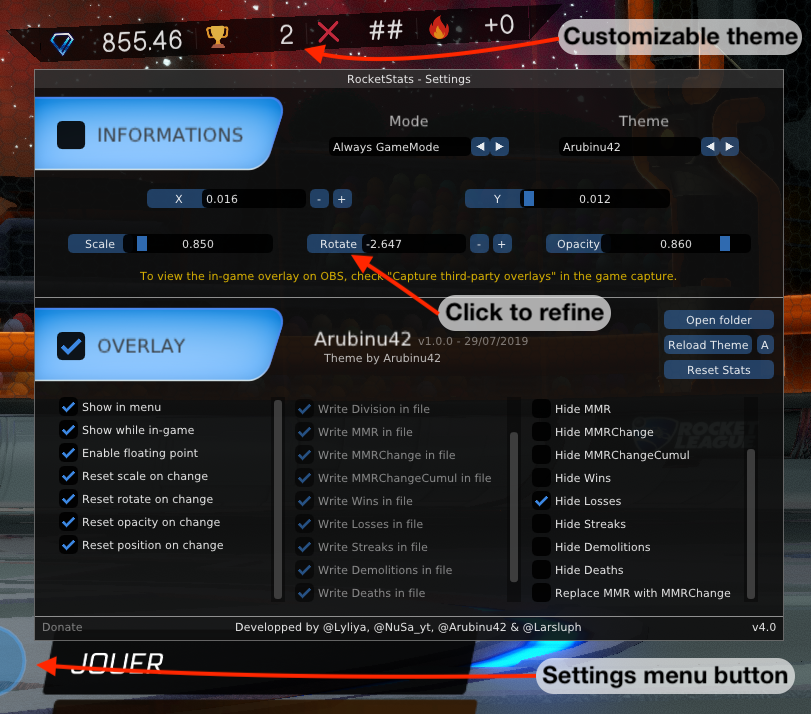 855.46 2 ## +0
Customizable theme
RocketStats - Settings
INFORMATIONS
Mode Theme
Always GameMode Arubinu42
X 0.016 - + Y 0.012
Scale 0.850 Rotate -2.647 - + Opacity 0.860
To view the in-game overlay on OBS, check "Capture third-party overlays" in the game capture.
Click to refine
OVERLAY
Arubinu42 v1.0.0 - 29/07/2019
Theme by Arubinu42
Open folder
Reload Theme A
Reset Stats
Show in menu
Show while in-game
Enable floating point
Reset scale on change
Reset rotate on change
Reset opacity on change
Reset position on change
Write Division in file
Write MMR in file
Write MMRChange in file
Write MMRChangeCumul in file
Write Wins in file
Write Losses in file
Write Streaks in file
Write Demolitions in file
Write Deaths in file
Hide MMR
Hide MMRChange
Hide MMRChangeCumul
Hide Wins
Hide Losses
Hide Streaks
Hide Demolitions
Hide Deaths
Replace MMR with MMRChange
ROCKET
LEAGUE
Donate Developped by @Lyliya, @NuSa_yt, @Arubinu42 & @Larsluph v4.0
JOUER
Settings menu button